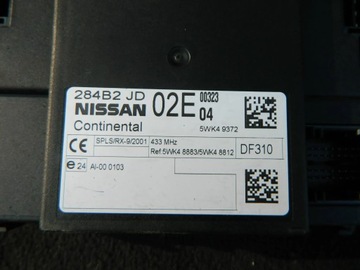 284B2 JD
NISSAN 02E 00323
04
Continental
5WK4 9372
CE SPLS/RX-9/2001 433 MHz
Ref.5WK4 8883/5WK4 8812
DF310
e 24 AI-00 0103